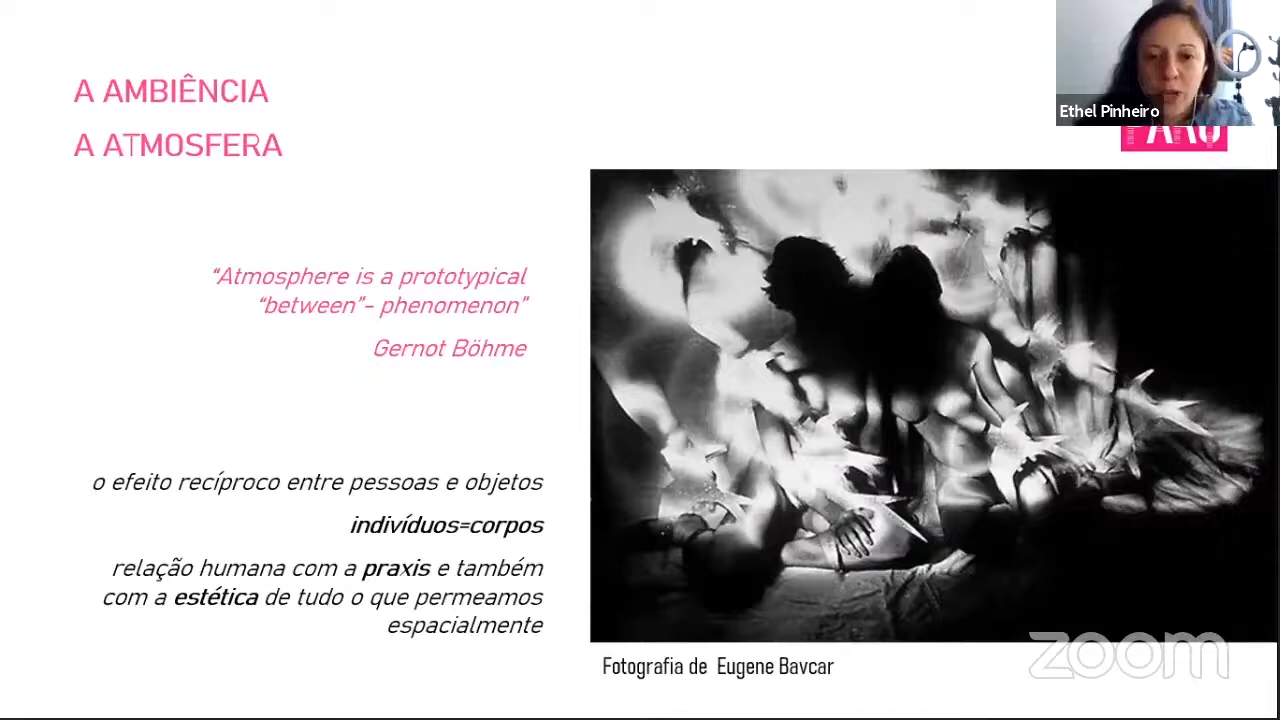 A AMBIÊNCIA
A ATMOSFERA
Ethel Pinheiro
“Atmosphere is a prototypical
“between”- phenomenon”
Gernot Böhme
o efeito recíproco entre pessoas e objetos
indivíduos=corpos
relação humana com a praxis e também
com a estética de tudo o que permeamos
espacialmente
Fotografia de Eugene Bavcar
zoom